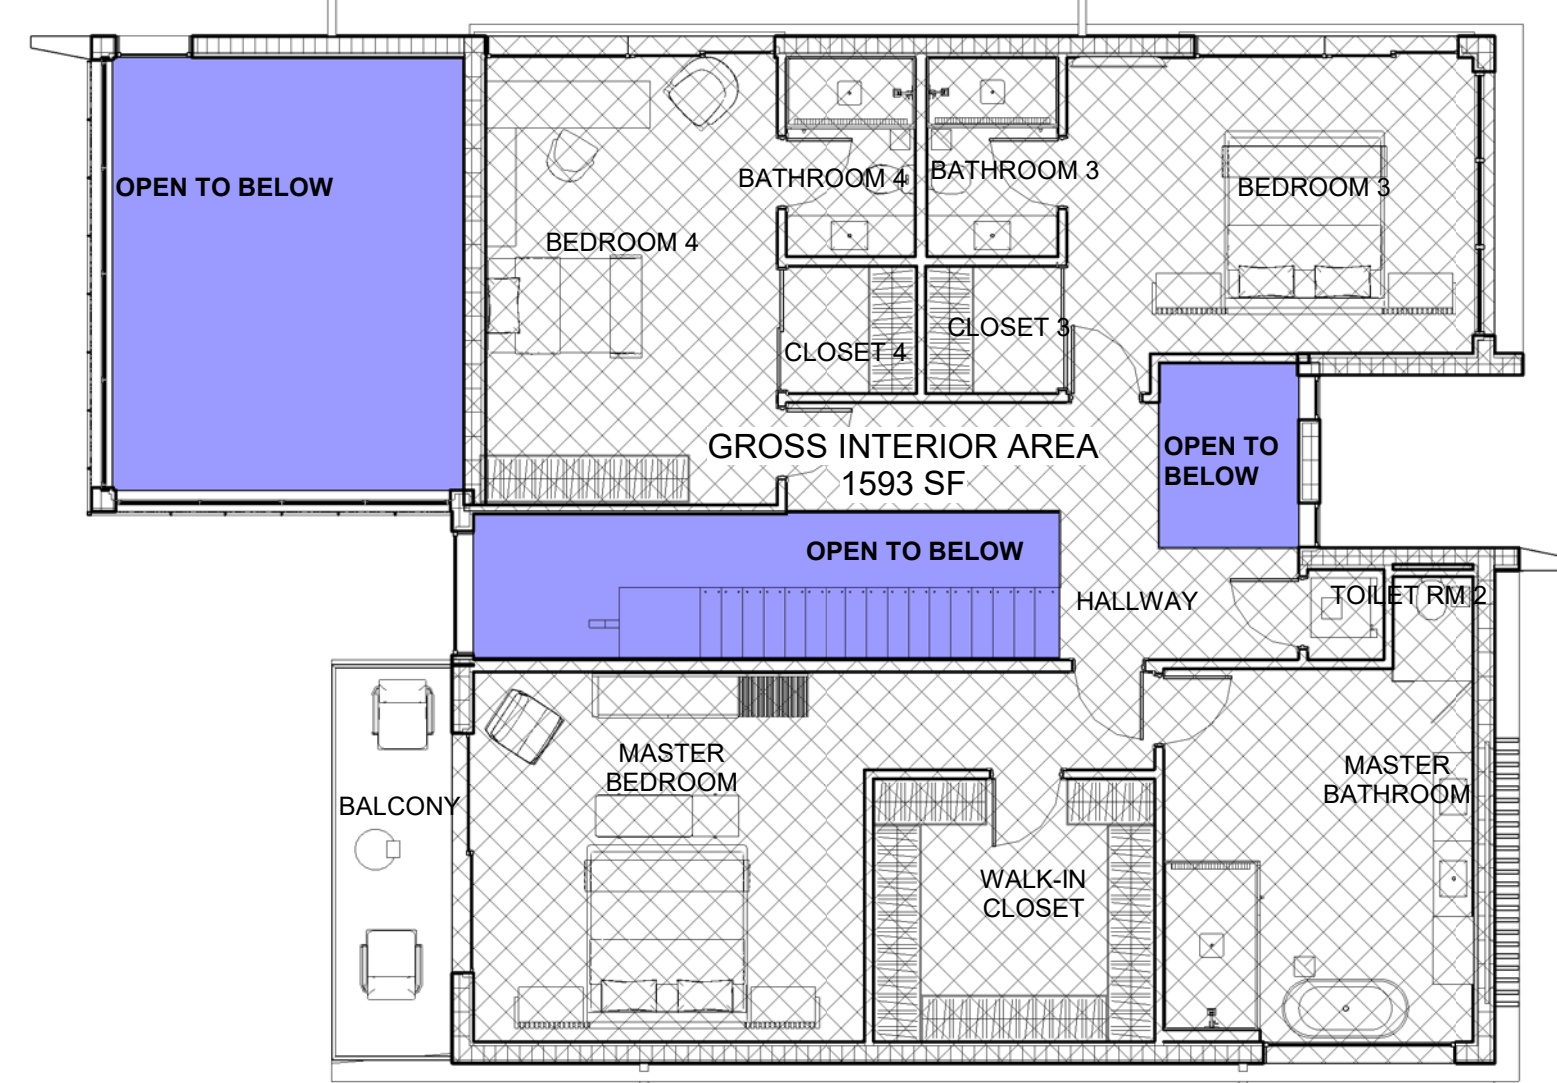 OPEN TO BELOW
BATHROOM 4
BATHROOM 3
BEDROOM 3
BEDROOM 4
CLOSET 3
CLOSET 4
GROSS INTERIOR AREA
1593 SF
OPEN TO
BELOW
OPEN TO BELOW
HALLWAY
TOILET RM 2
MASTER
BEDROOM
MASTER
BATHROOM
BALCONY
WALK-IN
CLOSET